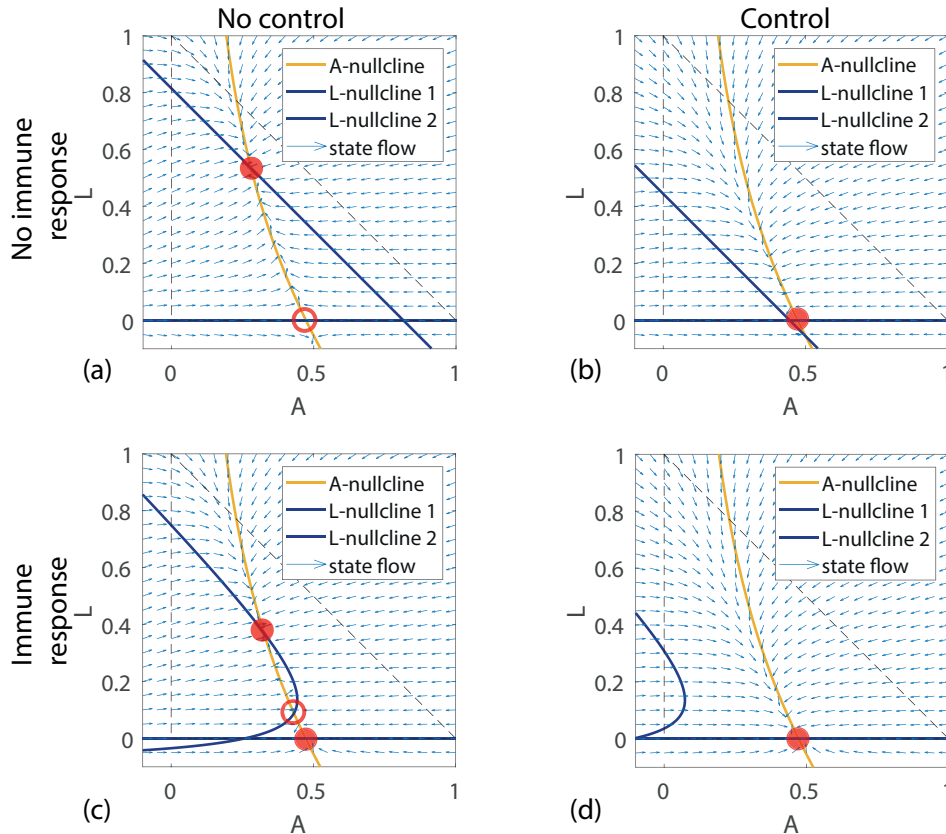 No control
Control
No immune
response
Immune
response
1
0.8
0.6
0.4
0.2
0
L
0
0.5
1
A
A-nullcline
L-nullcline 1
L-nullcline 2
state flow
(a)
1
0.8
0.6
0.4
0.2
0
L
0
0.5
1
A
A-nullcline
L-nullcline 1
L-nullcline 2
state flow
(b)
1
0.8
0.6
0.4
0.2
0
L
0
0.5
1
A
A-nullcline
L-nullcline 1
L-nullcline 2
state flow
(c)
1
0.8
0.6
0.4
0.2
0
L
0
0.5
1
A
A-nullcline
L-nullcline 1
L-nullcline 2
state flow
(d)